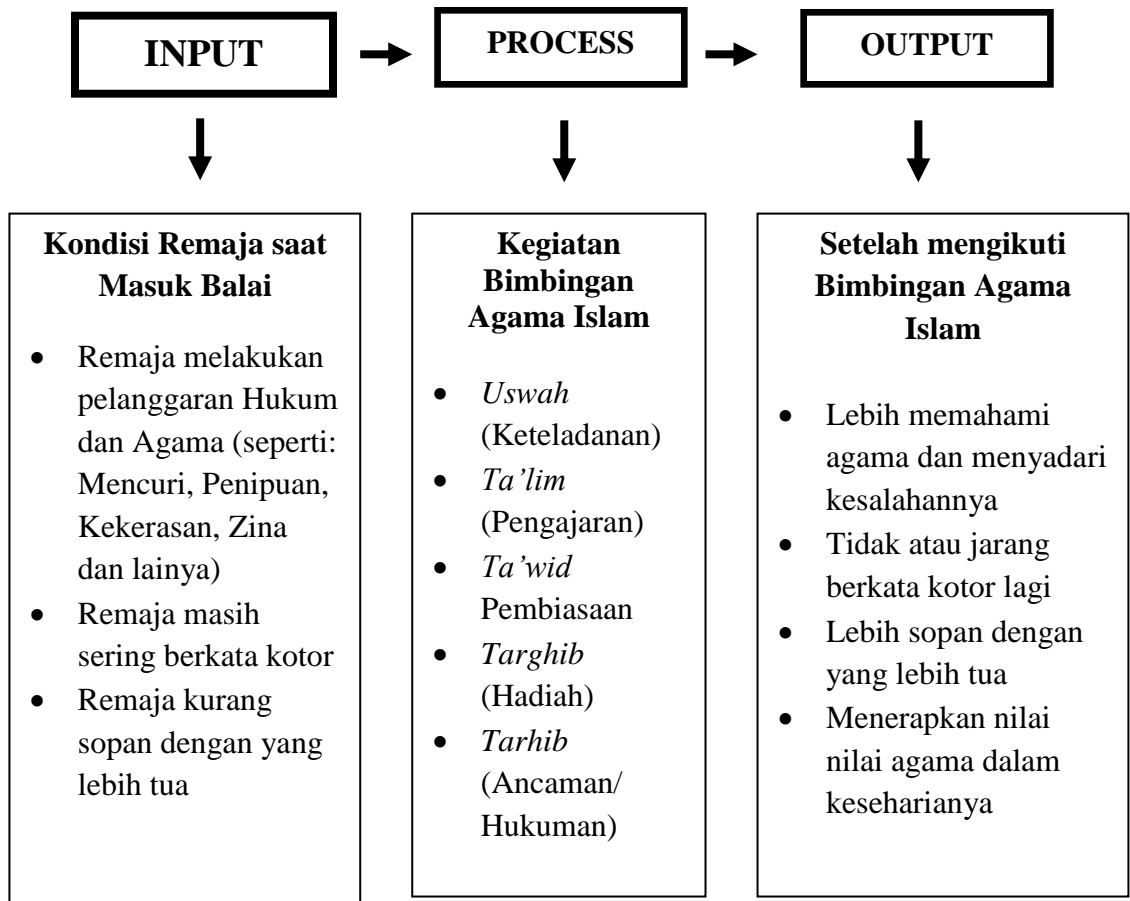 INPUT
PROCESS
OUTPUT
Kondisi Remaja saat
Masuk Balai
• Remaja melakukan
pelanggaran Hukum
dan Agama (seperti:
Mencuri, Penipuan,
Kekerasan, Zina
dan lainya)
• Remaja masih
sering berkata kotor
• Remaja kurang
sopan dengan yang
lebih tua
Kegiatan
Bimbingan
Agama Islam
• Uswah
(Keteladanan)
• Ta’lim
(Pengajaran)
• Ta’wid
Pembiasaan
• Targhib
(Hadiah)
• Tarhib
(Ancaman/
Hukuman)
Setelah mengikuti
Bimbingan Agama
Islam
• Lebih memahami
agama dan menyadari
kesalahannya
• Tidak atau jarang
berkata kotor lagi
• Lebih sopan dengan
yang lebih tua
• Menerapkan nilai
nilai agama dalam
keseharianya